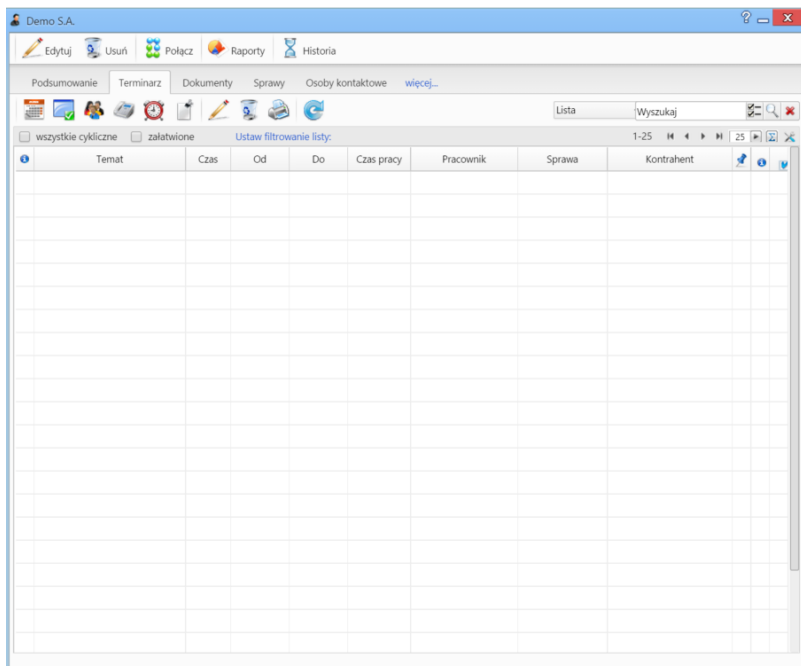 Demo S.A.
Edytuj Usuń Połącz Raporty Historia
Podsumowanie Terminarz Dokumenty Sprawy Osoby kontaktowe więcej...
Lista Wyszukaj
wszystkie cykliczne załatwione Ustaw filtrowanie listy: 1-25 25
Temat Czas Od Do Czas pracy Pracownik Sprawa Kontrahent